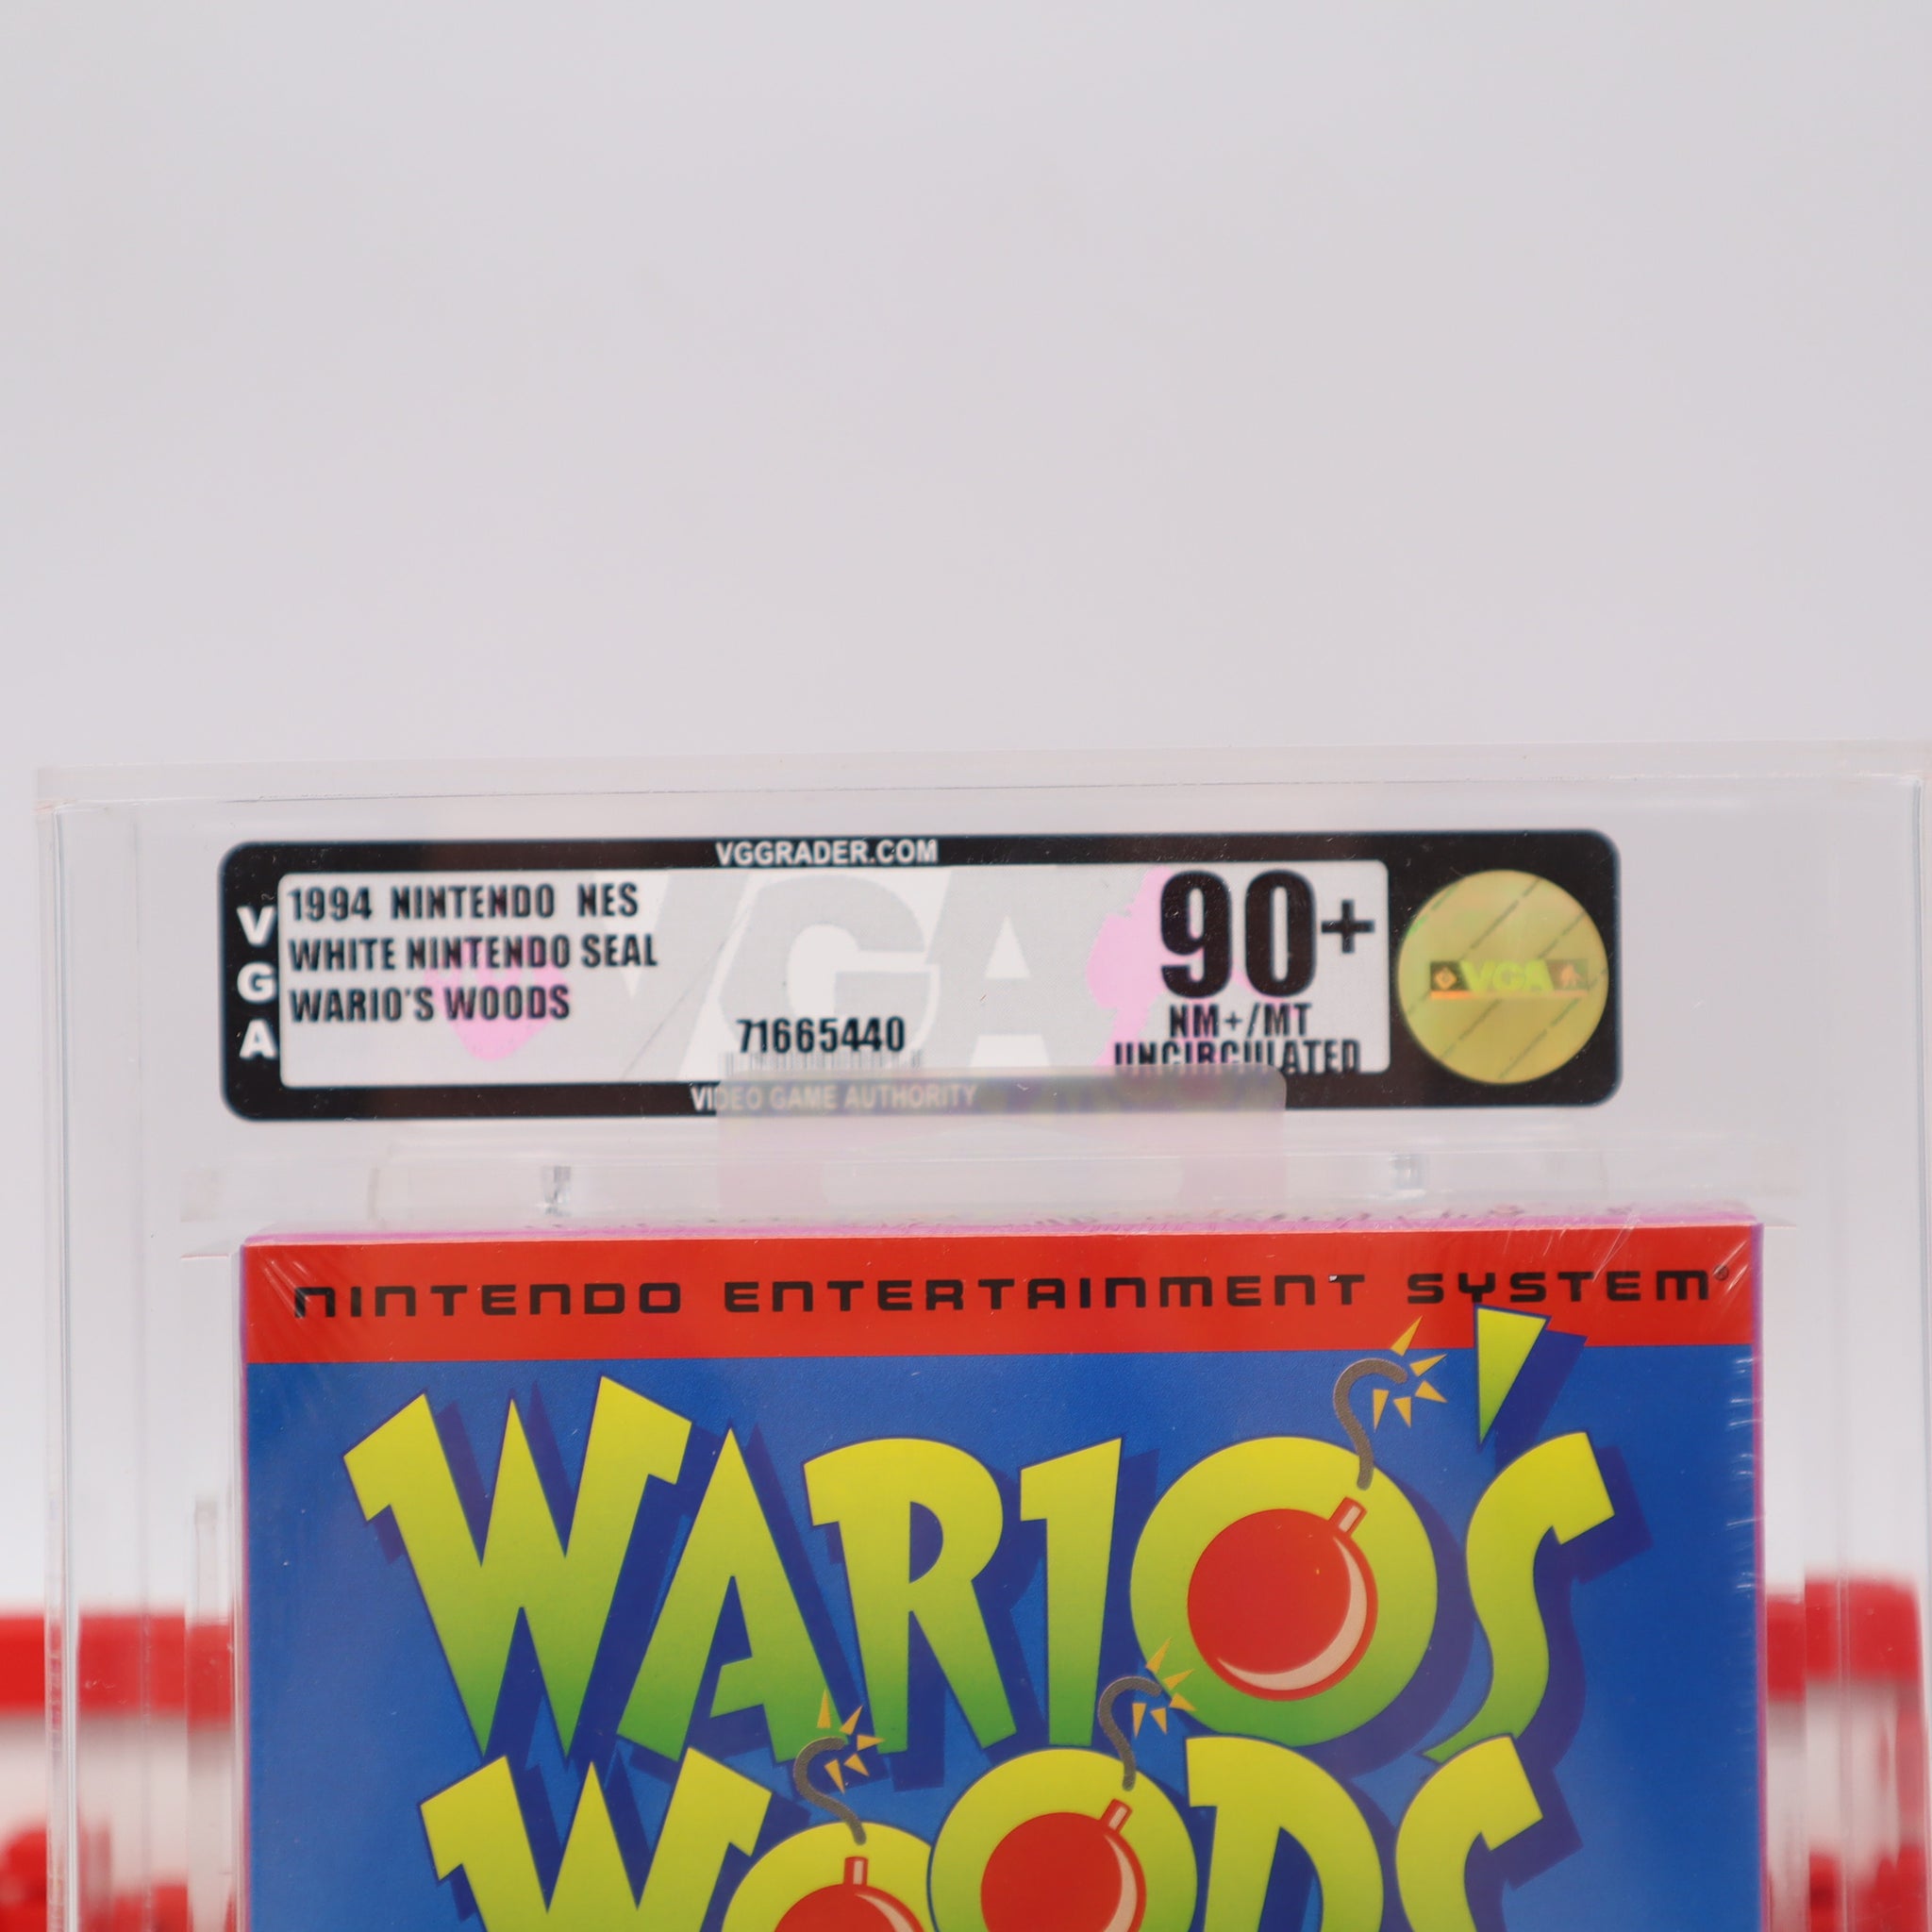 VGGRADER.COM
VGA
1994 NINTENDO NES
WHITE NINTENDO SEAL
WARIO'S WOODS
71665440
90+
NM+/MT
UNCIRCULATED
VGA
VGA
VIDEO GAME AUTHORITY
NINTENDO ENTERTAINMENT SYSTEM®
WARIO'S
WOODS